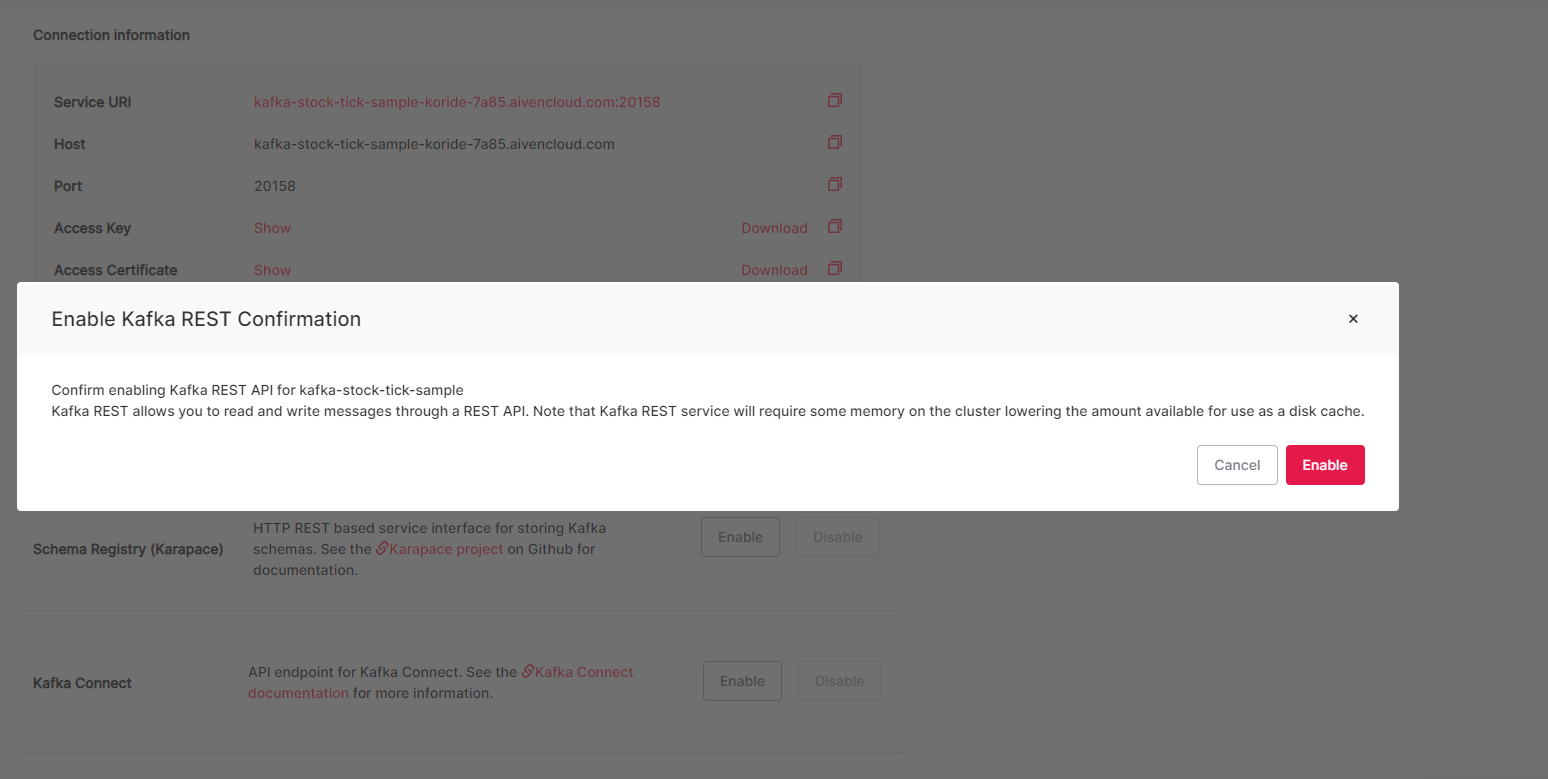 Connection information
Service URI kafka-stock-tick-sample-koride-7a85.aivencloud.com:20158
Host kafka-stock-tick-sample-koride-7a85.aivencloud.com
Port 20158
Access Key Show Download
Access Certificate Show Download
Enable Kafka REST Confirmation ×
Confirm enabling Kafka REST API for kafka-stock-tick-sample
Kafka REST allows you to read and write messages through a REST API. Note that Kafka REST service will require some memory on the cluster lowering the amount available for use as a disk cache.
Cancel Enable
Schema Registry (Karapace)
HTTP REST based service interface for storing Kafka
schemas. See the Karapace project on Github for
documentation.
Enable Disable
Kafka Connect
API endpoint for Kafka Connect. See the Kafka Connect
documentation for more information.
Enable Disable